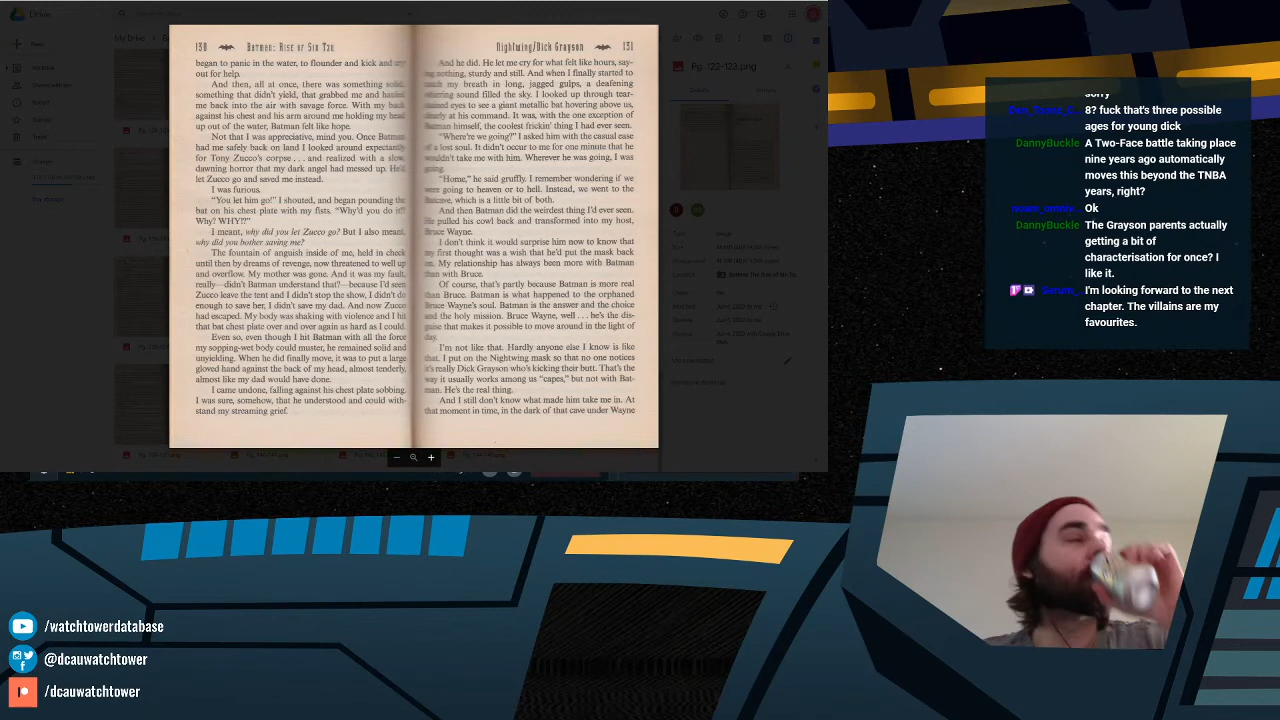 Drive
My Drive
Pg. 122-123.png
130 Batman: Rise of Sin Tzu
began to panic in the water, to flounder and kick and cry
out for help.
And then, all at once, there was something solid,
something that didn't yield, that grabbed me and hauled
me back into the air with savage force. With my back
against his chest and his arm around me holding my head
up out of the water, Batman felt like hope.
Not that I was appreciative, mind you. Once Batman
had me safely back on land I looked around expectantly
for Tony Zucco's corpse . . . and realized with a slow,
dawning horror that my dark angel had messed up. He'd
let Zucco go and saved me instead.
I was furious.
"You let him go!" I shouted, and began pounding the
bat on his chest plate with my fists. "Why'd you do it?!
Why? WHY?!"
I meant, why did you let Zucco go? But I also meant,
why did you bother saving me?
The fountain of anguish inside of me, held in check
until then by dreams of revenge, now threatened to well up
and overflow. My mother was gone. And it was my fault,
really—didn't Batman understand that?—because I'd seen
Zucco leave the tent and I didn't stop the show, I didn't do
enough to save her, I didn't save my dad. And now Zucco
had escaped. My body was shaking with violence and I hit
that bat chest plate over and over again as hard as I could.
Even so, even though I hit Batman with all the force
my sopping-wet body could muster, he remained solid and
unyielding. When he did finally move, it was to put a large
gloved hand against the back of my head, almost tenderly,
almost like my dad would have done.
I came undone, falling against his chest plate sobbing.
I was sure, somehow, that he understood and could with-
stand my streaming grief.
Nightwing/Dick Grayson 131
And he did. He let me cry for what felt like hours, say-
ing nothing, sturdy and still. And when I finally started to
catch my breath in long, jagged gulps, a deafening
whirring sound filled the sky. I looked up through tear-
stained eyes to see a giant metallic bat hovering above us,
clearly at his command. It was, with the one exception of
Batman himself, the coolest frickin' thing I had ever seen.
"Where're we going?" I asked him with the casual ease
of a lost soul. It didn't occur to me for one minute that he
wouldn't take me with him. Wherever he was going, I was
going.
"Home," he said gruffly. I remember wondering if we
were going to heaven or to hell. Instead, we went to the
Batcave, which is a little bit of both.
And then Batman did the weirdest thing I'd ever seen.
He pulled his cowl back and transformed into my host,
Bruce Wayne.
I don't think it would surprise him now to know that
my first thought was a wish that he'd put the mask back
on. My relationship has always been more with Batman
than with Bruce.
Of course, that's partly because Batman is more real
than Bruce. Batman is what happened to the orphaned
Bruce Wayne's soul. Batman is the answer and the choice
and the holy mission. Bruce Wayne, well . . . he's the dis-
guise that makes it possible to move around in the light of
day.
I'm not like that. Hardly anyone else I know is like
that. I put on the Nightwing mask so that no one notices
it's really Dick Grayson who's kicking their butt. That's the
way it usually works among us "capes," but not with Bat-
man. He's the real thing.
And I still don't know what made him take me in. At
that moment in time, in the dark of that cave under Wayne
sorry
8? fuck that's three possible
ages for young dick
DannyBuckle A Two-Face battle taking place
nite years ago automatically
moves this beyond the TNBA
years, right?
Ok
DannyBuckle The Grayson parents actually
getting a bit of
characterisation for once? I
like it.
I'm looking forward to the next
chapter. The villains are my
favourites.
/watchtowerdatabase
@dcauwatchtower
/dcauwatchtower